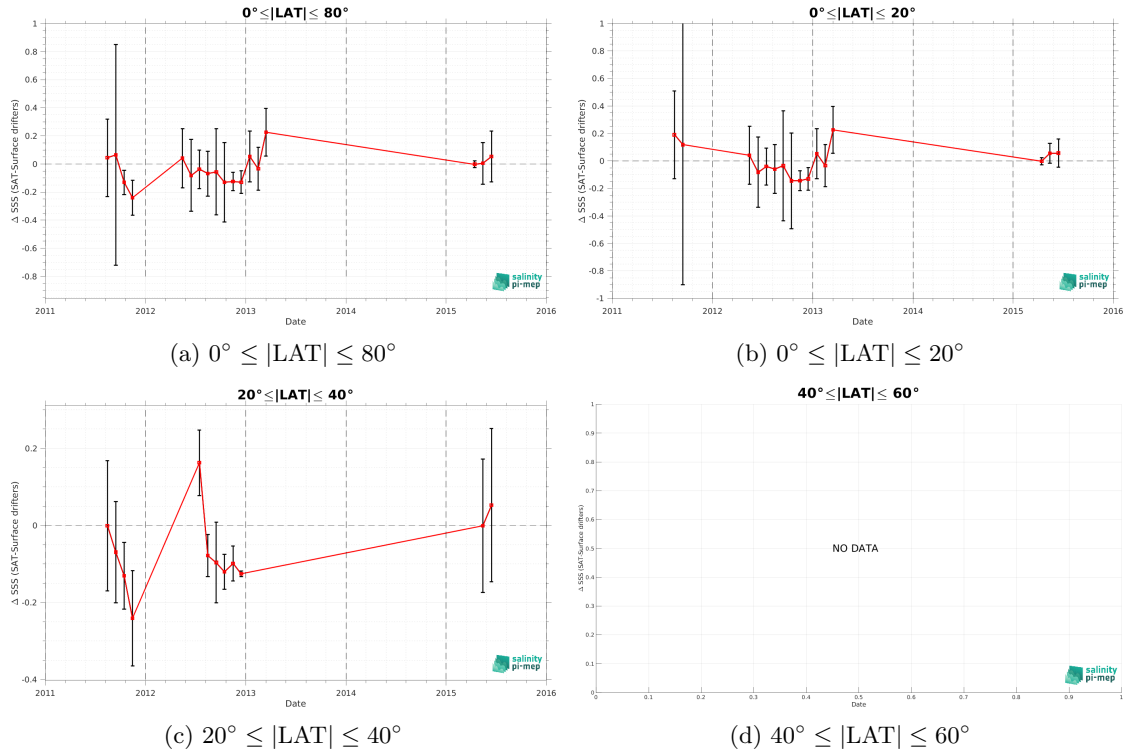 0°≤|LAT|≤ 80°
1
0.8
0.6
0.4
0.2
0
-0.2
-0.4
-0.6
-0.8
Δ SSS (SAT-Surface drifters)
2011 2012 2013 2014 2015 2016
Date
salinity
pi-mep
(a) 0° ≤ |LAT| ≤ 80°
0°≤|LAT|≤ 20°
1
0.8
0.6
0.4
0.2
0
-0.2
-0.4
-0.6
-0.8
-1
Δ SSS (SAT-Surface drifters)
2011 2012 2013 2014 2015 2016
Date
salinity
pi-mep
(b) 0° ≤ |LAT| ≤ 20°
20°≤|LAT|≤ 40°
0.2
0
-0.2
-0.4
Δ SSS (SAT-Surface drifters)
2011 2012 2013 2014 2015 2016
Date
salinity
pi-mep
(c) 20° ≤ |LAT| ≤ 40°
40°≤|LAT|≤ 60°
1
0.9
0.8
0.7
0.6
0.5
0.4
0.3
0.2
0.1
0
Δ SSS (SAT-Surface drifters)
NO DATA
0 0.1 0.2 0.3 0.4 0.5 0.6 0.7 0.8 0.9 1
Date
salinity
pi-mep
(d) 40° ≤ |LAT| ≤ 60°